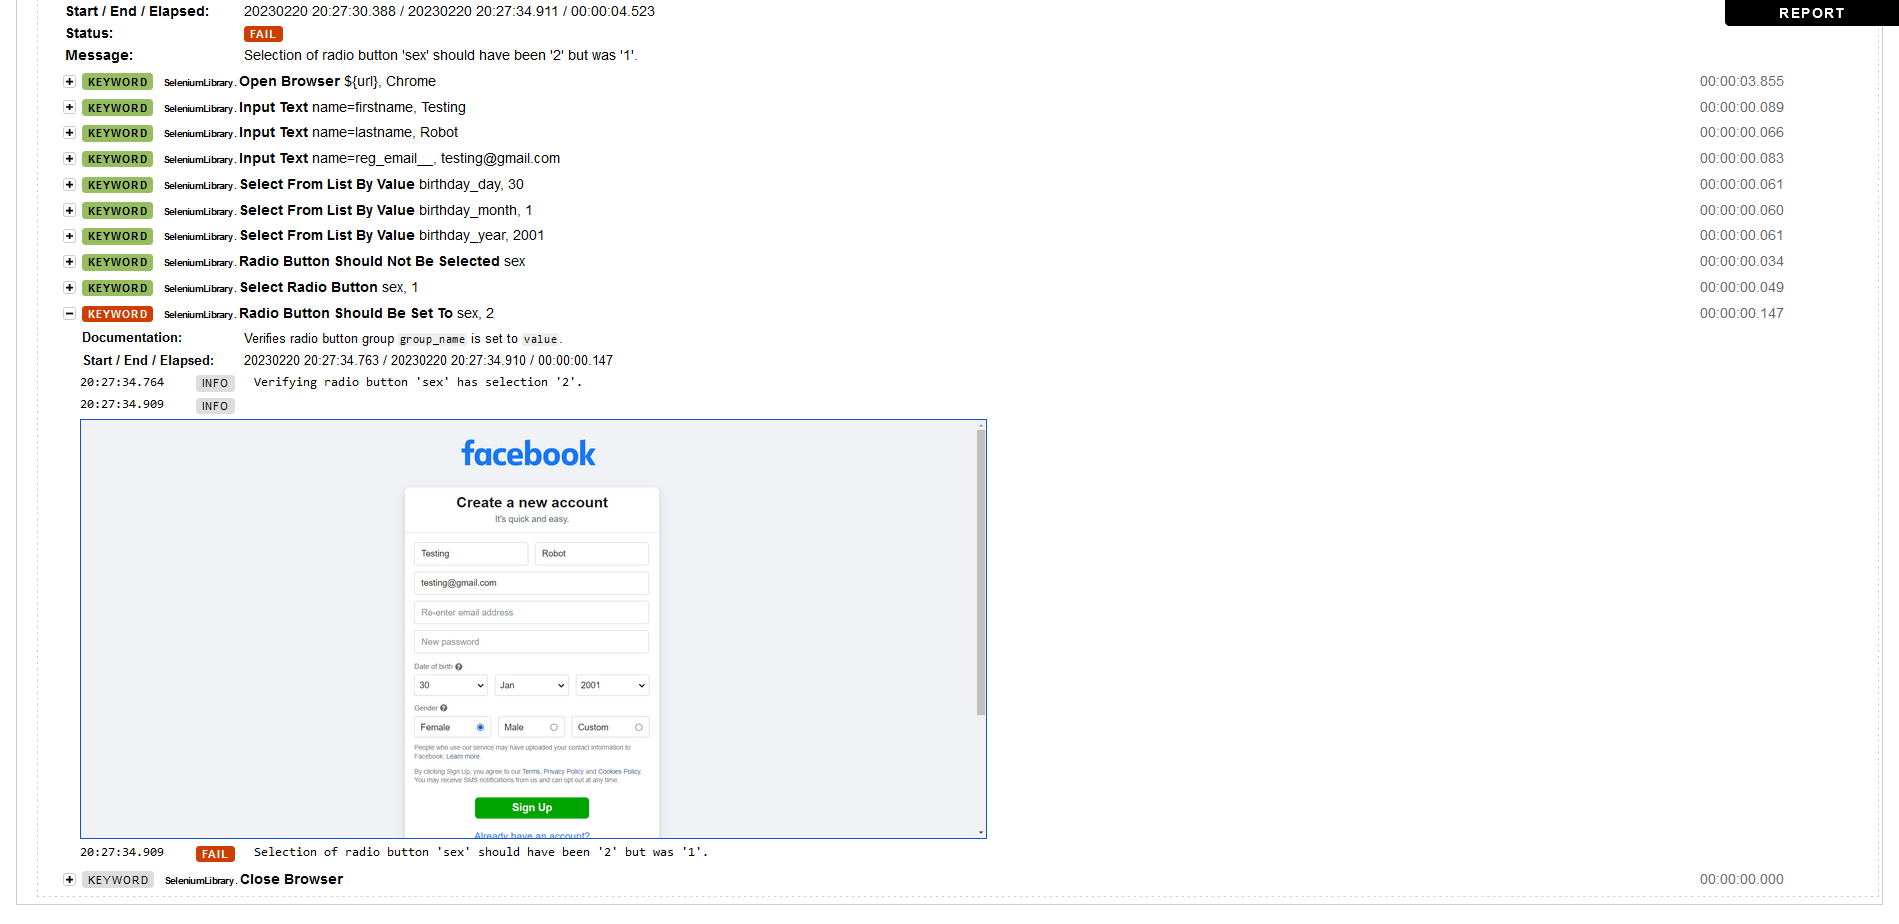 Start / End / Elapsed: 20230220 20:27:30.388 / 20230220 20:27:34.911 / 00:00:04.523
REPORT
Status: FAIL
Message: Selection of radio button 'sex' should have been '2' but was '1'.
+ KEYWORD SeleniumLibrary. Open Browser ${url}, Chrome 00:00:03.855
+ KEYWORD SeleniumLibrary. Input Text name=firstname, Testing 00:00:00.089
+ KEYWORD SeleniumLibrary. Input Text name=lastname, Robot 00:00:00.066
+ KEYWORD SeleniumLibrary. Input Text name=reg_email__, testing@gmail.com 00:00:00.083
+ KEYWORD SeleniumLibrary. Select From List By Value birthday_day, 30 00:00:00.061
+ KEYWORD SeleniumLibrary. Select From List By Value birthday_month, 1 00:00:00.060
+ KEYWORD SeleniumLibrary. Select From List By Value birthday_year, 2001 00:00:00.061
+ KEYWORD SeleniumLibrary. Radio Button Should Not Be Selected sex 00:00:00.034
+ KEYWORD SeleniumLibrary. Select Radio Button sex, 1 00:00:00.049
− KEYWORD SeleniumLibrary. Radio Button Should Be Set To sex, 2 00:00:00.147
Documentation: Verifies radio button group group_name is set to value.
Start / End / Elapsed: 20230220 20:27:34.763 / 20230220 20:27:34.910 / 00:00:00.147
20:27:34.764 INFO Verifying radio button 'sex' has selection '2'.
20:27:34.909 INFO
facebook
Create a new account
It's quick and easy.
Testing Robot
testing@gmail.com
Re-enter email address
New password
Date of birth ?
30 Jan 2001
Gender ?
Female Male Custom
People who use our service may have uploaded your contact information to
Facebook. Learn more.
By clicking Sign Up, you agree to our Terms, Privacy Policy and Cookies Policy.
You may receive SMS notifications from us and can opt out at any time.
Sign Up
Already have an account?
20:27:34.909 FAIL Selection of radio button 'sex' should have been '2' but was '1'.
+ KEYWORD SeleniumLibrary. Close Browser 00:00:00.000